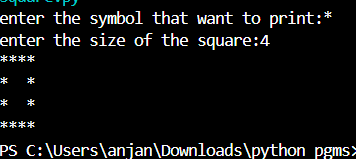 square.py
enter the symbol that want to print:*
enter the size of the square:4
****
*  *
*  *
****
PS C:\Users\anjan\Downloads\python pgms>